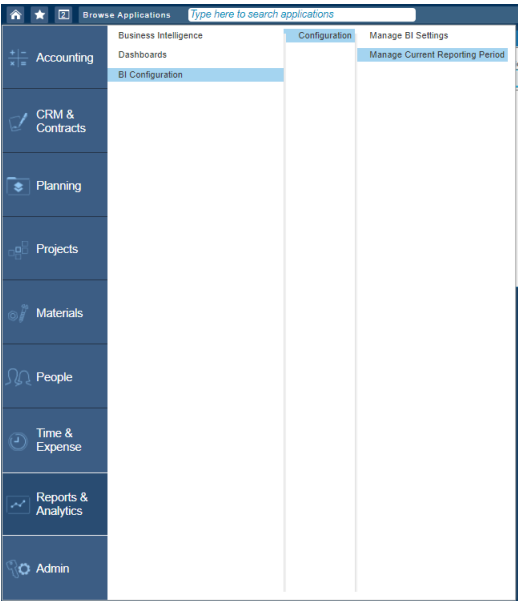 2 Browse Applications Type here to search applications
Accounting
CRM &
Contracts
Planning
Projects
Materials
People
Time &
Expense
Reports &
Analytics
Admin
Business Intelligence
Dashboards
BI Configuration
Configuration
Manage BI Settings
Manage Current Reporting Period